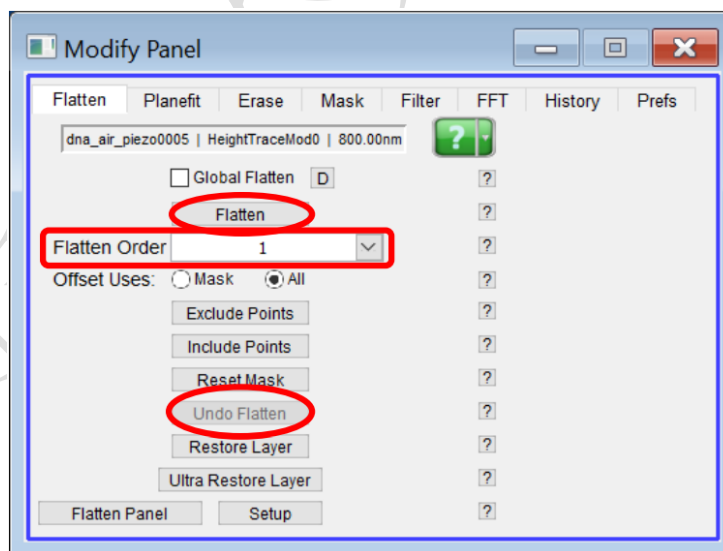 Modify Panel
Flatten Planefit Erase Mask Filter FFT History Prefs
dna_air_piezo0005 | HeightTraceMod0 | 800.00nm ?
Global Flatten D ?
Flatten ?
Flatten Order 1 ?
Offset Uses: Mask All ?
Exclude Points ?
Include Points ?
Reset Mask ?
Undo Flatten ?
Restore Layer ?
Ultra Restore Layer ?
Flatten Panel Setup ?